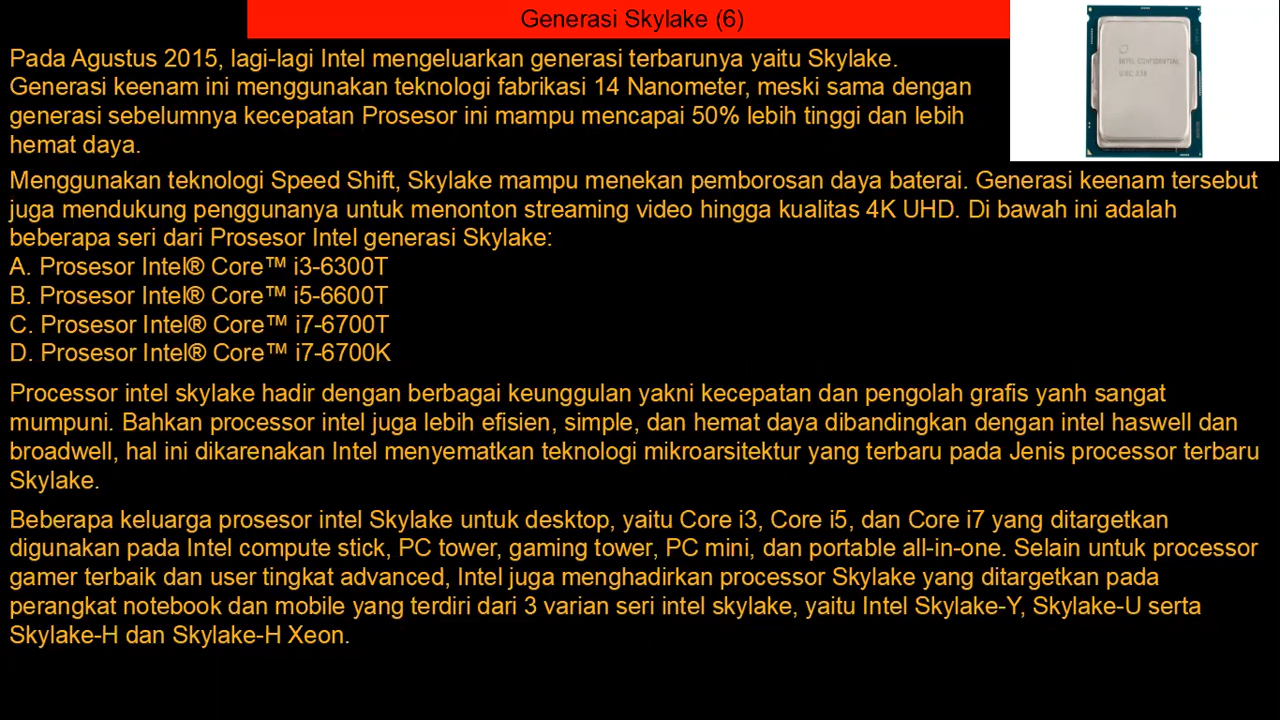 Generasi Skylake (6)
INTEL CONFIDENTIAL
Pada Agustus 2015, lagi-lagi Intel mengeluarkan generasi terbarunya yaitu Skylake.
Generasi keenam ini menggunakan teknologi fabrikasi 14 Nanometer, meski sama dengan
generasi sebelumnya kecepatan Prosesor ini mampu mencapai 50% lebih tinggi dan lebih
hemat daya.
Menggunakan teknologi Speed Shift, Skylake mampu menekan pemborosan daya baterai. Generasi keenam tersebut
juga mendukung penggunanya untuk menonton streaming video hingga kualitas 4K UHD. Di bawah ini adalah
beberapa seri dari Prosesor Intel generasi Skylake:
A. Prosesor Intel® Core™ i3-6300T
B. Prosesor Intel® Core™ i5-6600T
C. Prosesor Intel® Core™ i7-6700T
D. Prosesor Intel® Core™ i7-6700K
Processor intel skylake hadir dengan berbagai keunggulan yakni kecepatan dan pengolah grafis yanh sangat
mumpuni. Bahkan processor intel juga lebih efisien, simple, dan hemat daya dibandingkan dengan intel haswell dan
broadwell, hal ini dikarenakan Intel menyematkan teknologi mikroarsitektur yang terbaru pada Jenis processor terbaru
Skylake.
Beberapa keluarga prosesor intel Skylake untuk desktop, yaitu Core i3, Core i5, dan Core i7 yang ditargetkan
digunakan pada Intel compute stick, PC tower, gaming tower, PC mini, dan portable all-in-one. Selain untuk processor
gamer terbaik dan user tingkat advanced, Intel juga menghadirkan processor Skylake yang ditargetkan pada
perangkat notebook dan mobile yang terdiri dari 3 varian seri intel skylake, yaitu Intel Skylake-Y, Skylake-U serta
Skylake-H dan Skylake-H Xeon.